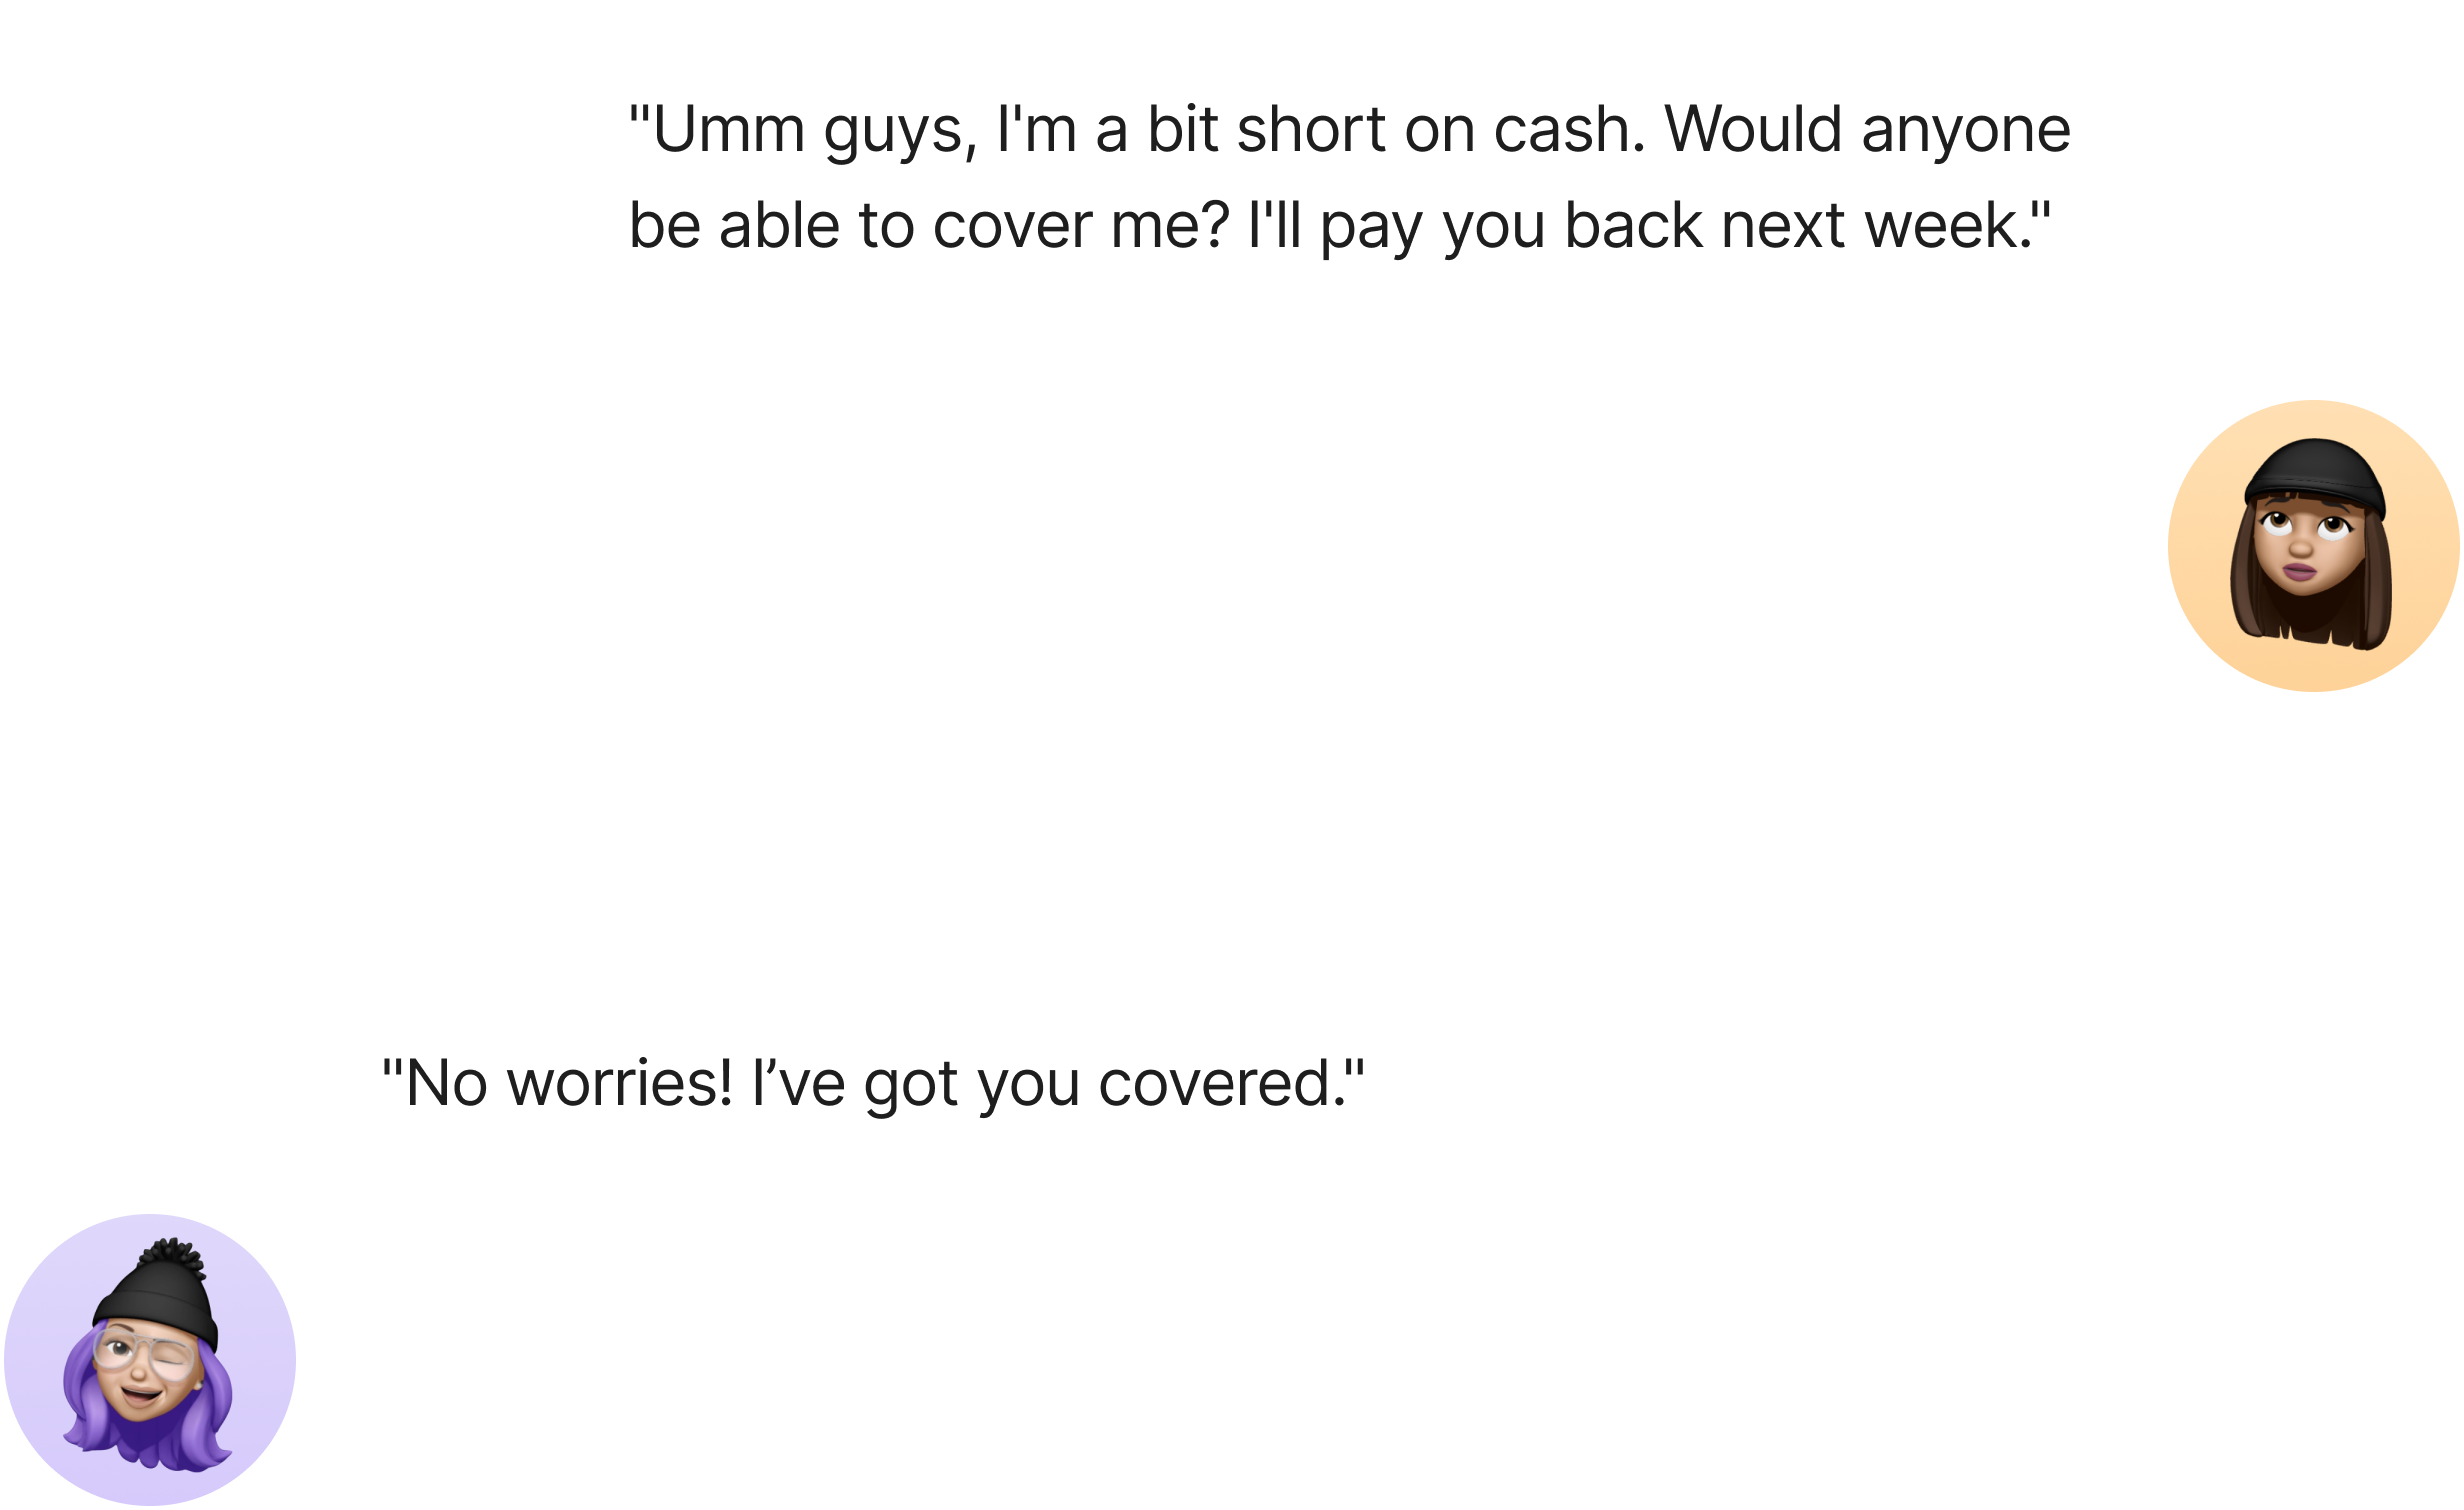 "Umm guys, I'm a bit short on cash. Would anyone
be able to cover me? I'll pay you back next week."
"No worries! I’ve got you covered."